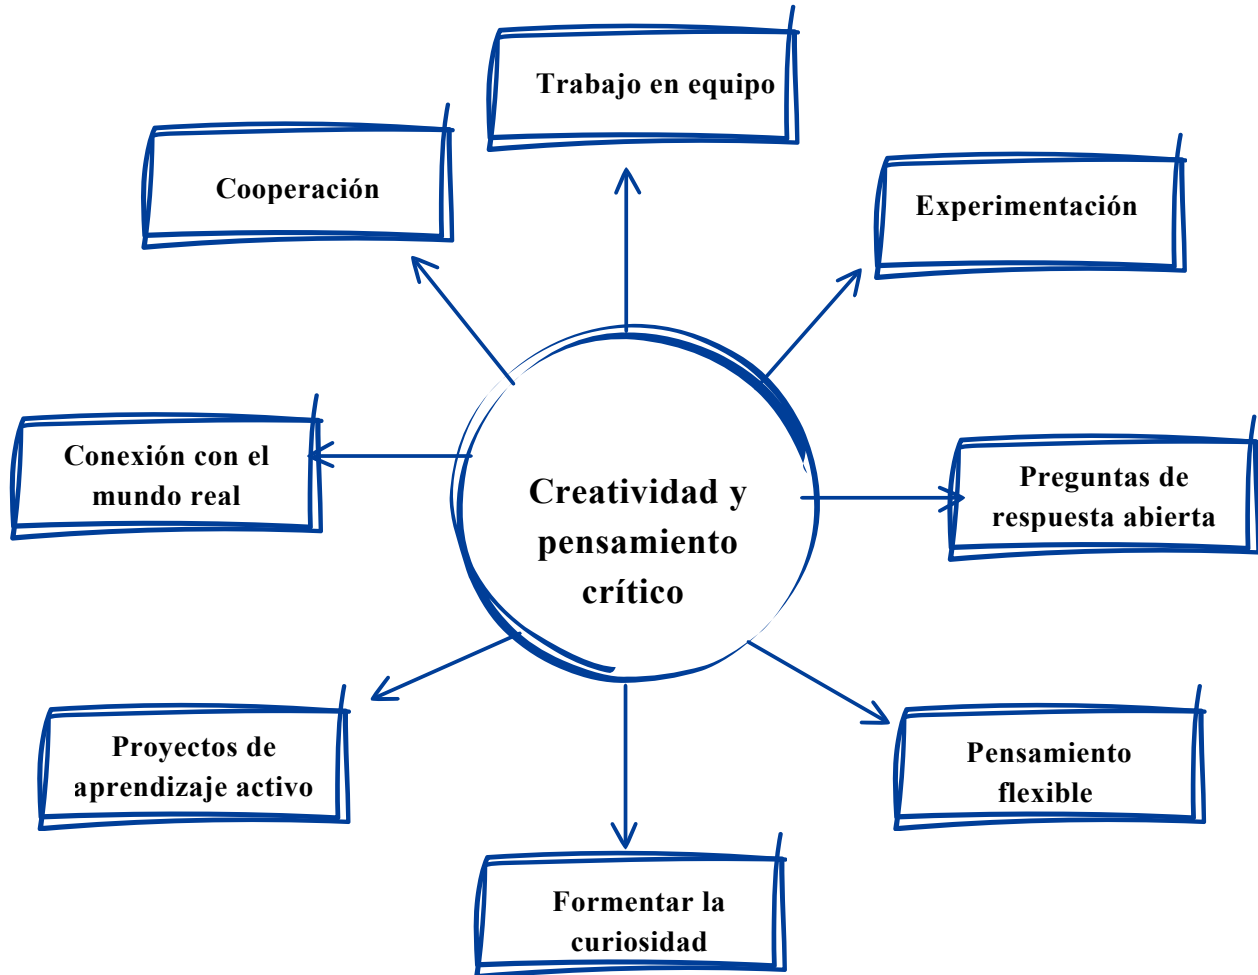 Trabajo en equipo
Cooperación
Experimentación
Conexión con el
mundo real
Creatividad y
pensamiento
crítico
Preguntas de
respuesta abierta
Proyectos de
aprendizaje activo
Pensamiento
flexible
Formentar la
curiosidad